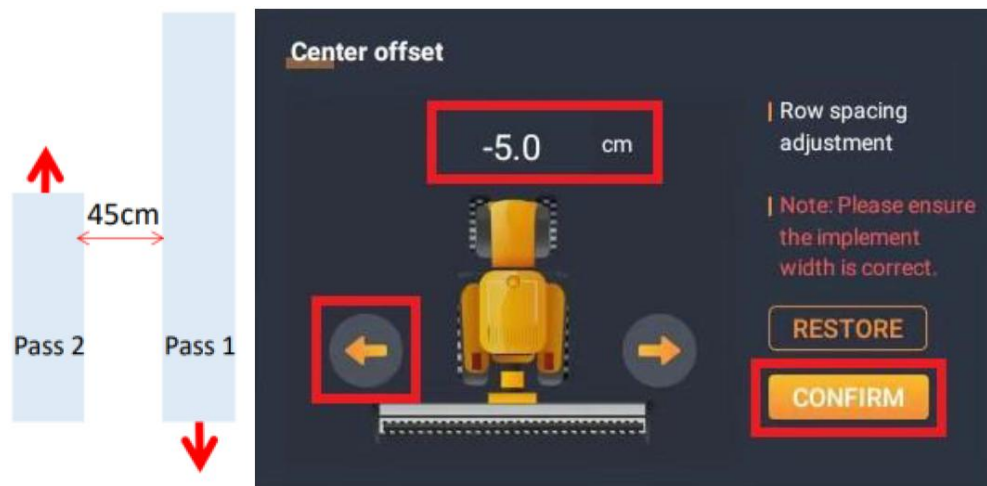 45cm
Pass 2
Pass 1
Center offset
-5.0 cm
Row spacing
adjustment
Note: Please ensure
the implement
width is correct.
RESTORE
CONFIRM